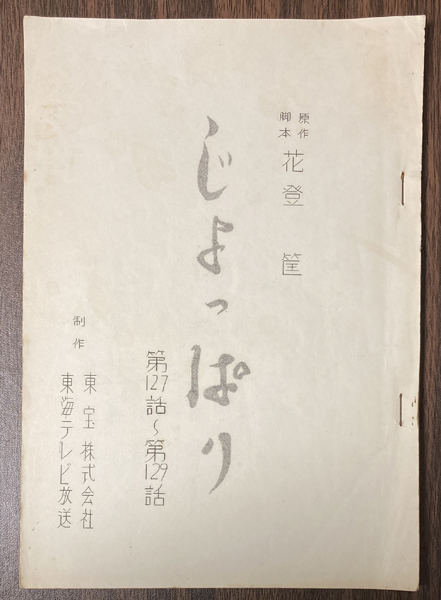 原作
脚本
花登 筐
じょっぱり
第127話~第129話
制作
東宝株式会社
東海テレビ放送